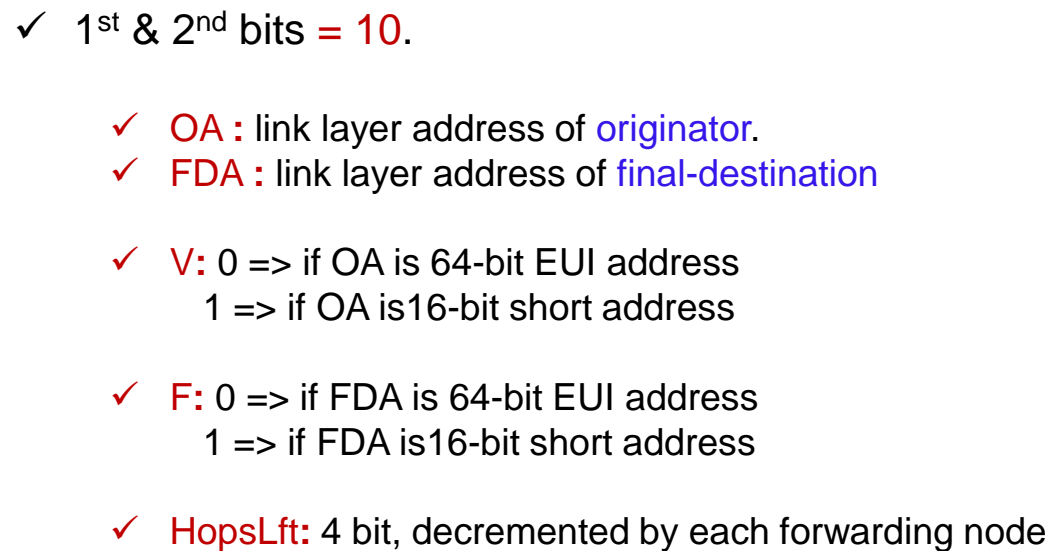 ✓ 1st & 2nd bits = 10.
✓ OA : link layer address of originator.
✓ FDA : link layer address of final-destination
✓ V: 0 => if OA is 64-bit EUI address
1 => if OA is16-bit short address
✓ F: 0 => if FDA is 64-bit EUI address
1 => if FDA is16-bit short address
✓ HopsLft: 4 bit, decremented by each forwarding node